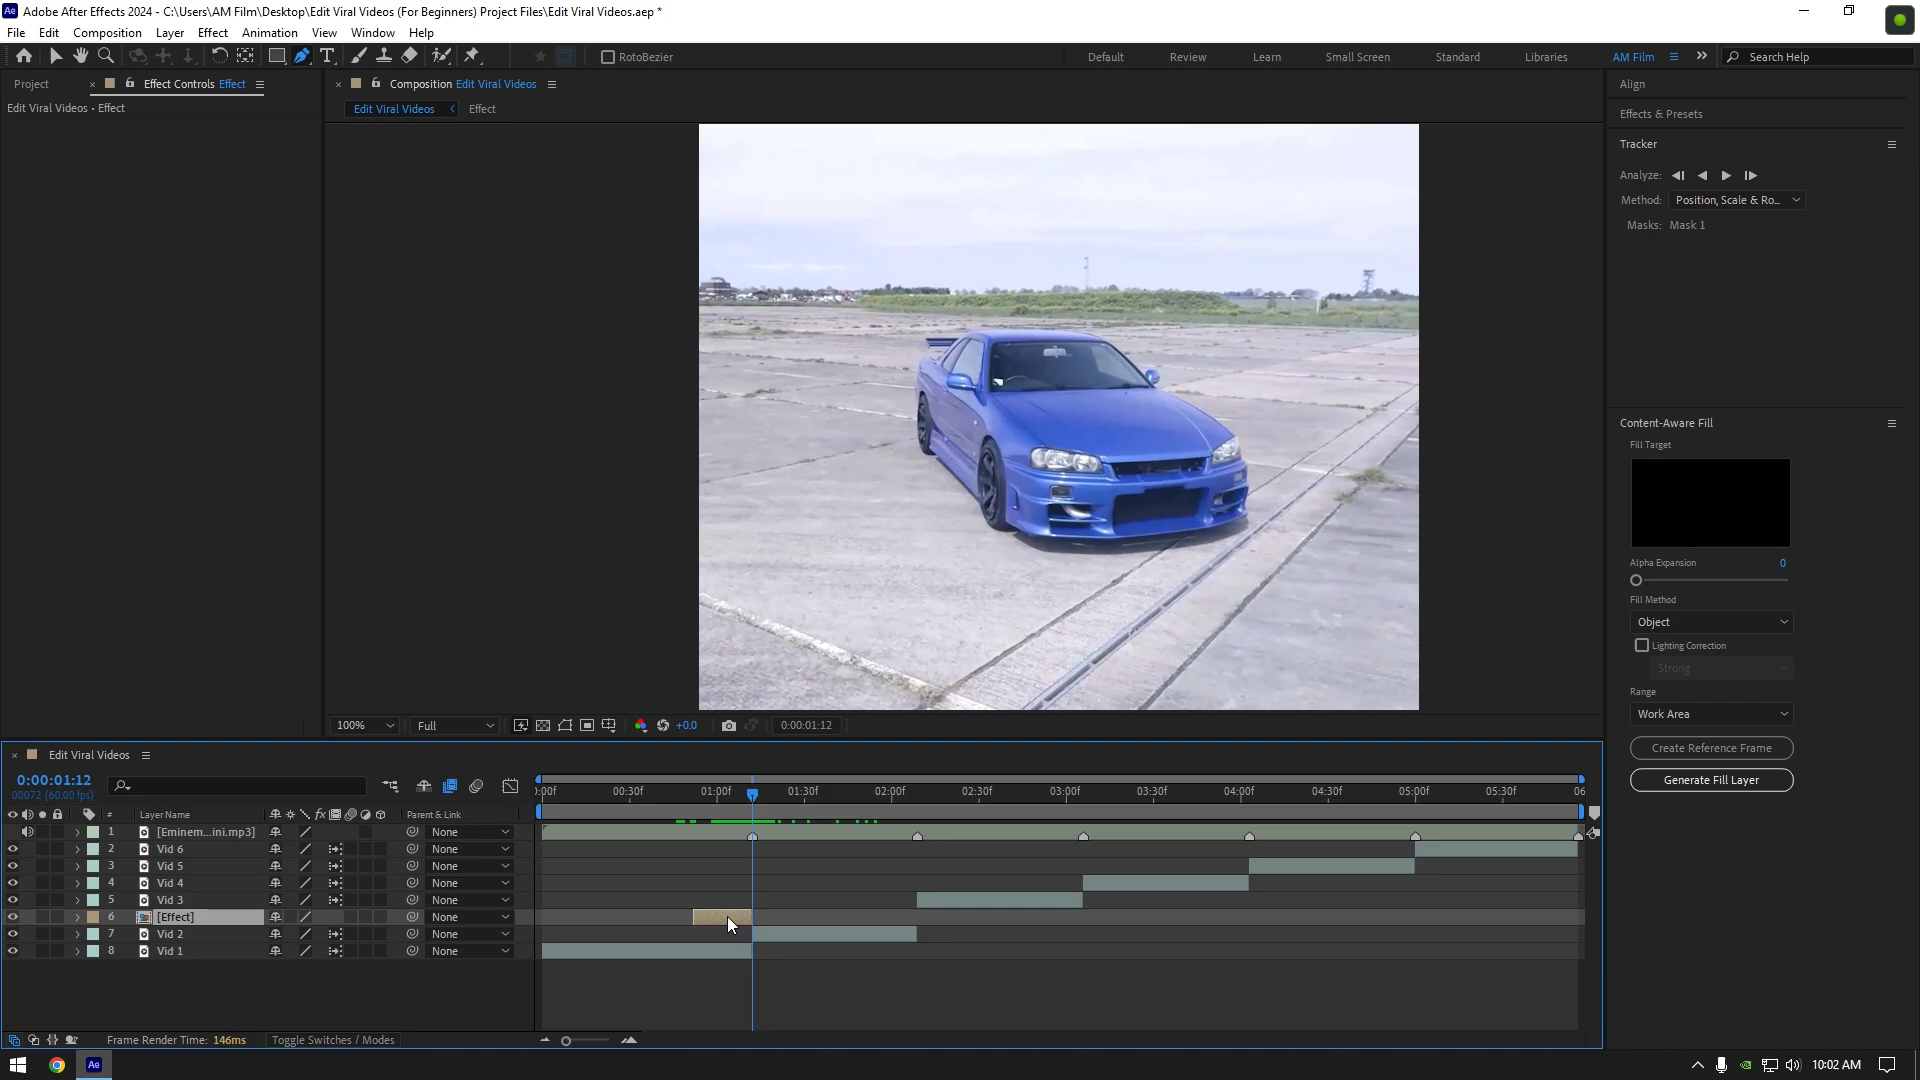 Adobe After Effects 2024 - C:\Users\AM Film\Desktop\Edit Viral Videos (For Beginners) Project Files\Edit Viral Videos.aep *
File Edit Composition Layer Effect Animation View Window Help
RotoBezier Default Review Learn Small Screen Standard Libraries AM Film Search Help
Project Effect Controls Effect Composition Edit Viral Videos Align
Edit Viral Videos • Effect Edit Viral Videos Effect Effects & Presets
Tracker
Analyze:
Method: Position, Scale & Ro...
Masks: Mask 1
Content-Aware Fill
Fill Target
Alpha Expansion 0
Fill Method
Object
Lighting Correction
Strong
Range
Work Area
Create Reference Frame
Generate Fill Layer
100% Full +0.0 0:00:01:12
Edit Viral Videos
0:00:01:12
00072 (60.00 fps)
:00f 00:30f 01:00f 01:30f 02:00f 02:30f 03:00f 03:30f 04:00f 04:30f 05:00f 05:30f 06
# Layer Name fx Parent & Link
1 [Eminem...ini.mp3] None
2 Vid 6 None
3 Vid 5 None
4 Vid 4 None
5 Vid 3 None
6 [Effect] None
7 Vid 2 None
8 Vid 1 None
Frame Render Time: 146ms Toggle Switches / Modes
Ae 10:02 AM